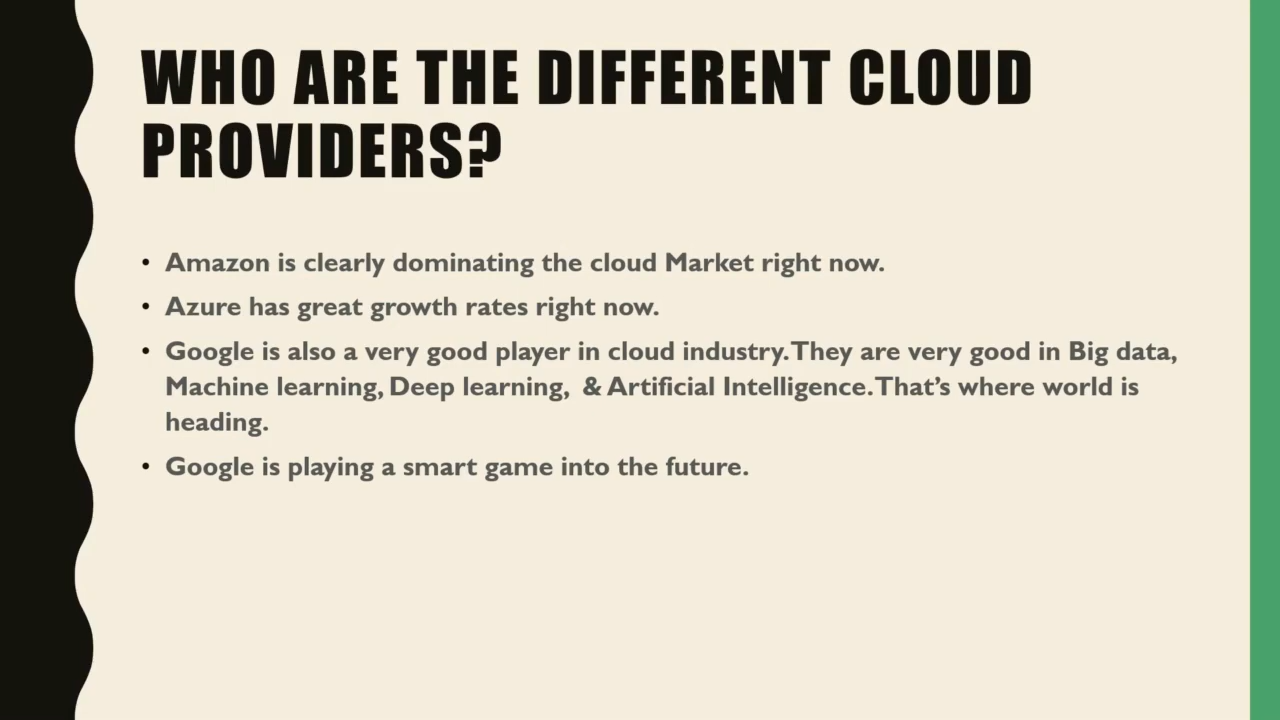 WHO ARE THE DIFFERENT CLOUD
PROVIDERS?
• Amazon is clearly dominating the cloud Market right now.
• Azure has great growth rates right now.
• Google is also a very good player in cloud industry. They are very good in Big data,
Machine learning, Deep learning, & Artificial Intelligence. That’s where world is
heading.
• Google is playing a smart game into the future.